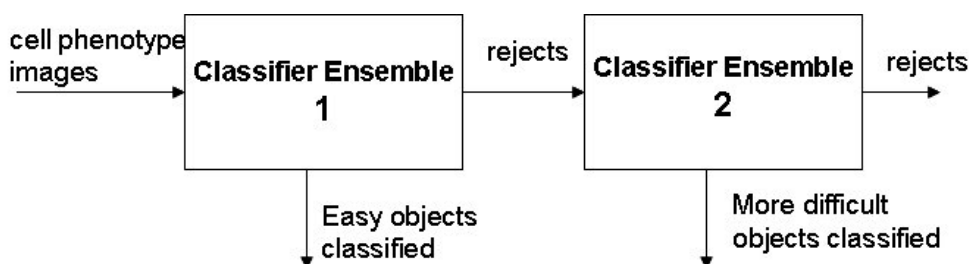 cell phenotype
images
Classifier Ensemble
1
rejects
Classifier Ensemble
2
rejects
Easy objects
classified
More difficult
objects classified